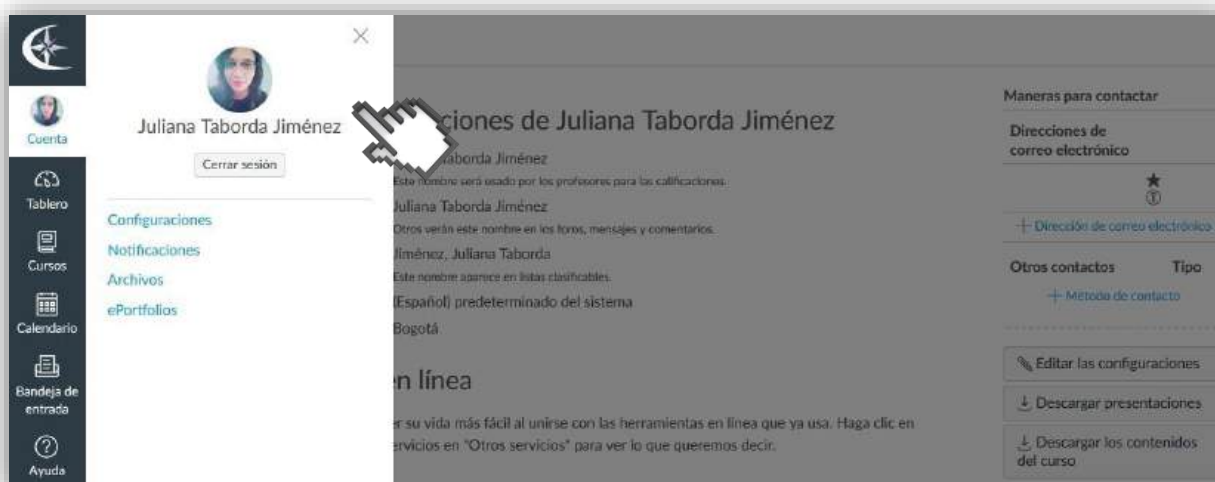 Cuenta
Tablero
Cursos
Calendario
Bandeja de
entrada
Ayuda
Juliana Taborda Jiménez
Cerrar sesión
Configuraciones
Notificaciones
Archivos
ePortfolios
ciones de Juliana Taborda Jiménez
Taborda Jiménez
Este nombre será usado por los profesores para las calificaciones.
Juliana Taborda Jiménez
Otros verán este nombre en los foros, mensajes y comentarios.
Jiménez, Juliana Taborda
Este nombre aparece en listas clasificables.
(Español) predeterminado del sistema
Bogotá
en línea
er su vida más fácil al unirse con las herramientas en línea que ya usa. Haga clic en
ervicios en "Otros servicios" para ver lo que queremos decir.
Maneras para contactar
Direcciones de
correo electrónico
+ Dirección de correo electrónico
Otros contactos Tipo
+ Método de contacto
Editar las configuraciones
Descargar presentaciones
Descargar los contenidos
del curso